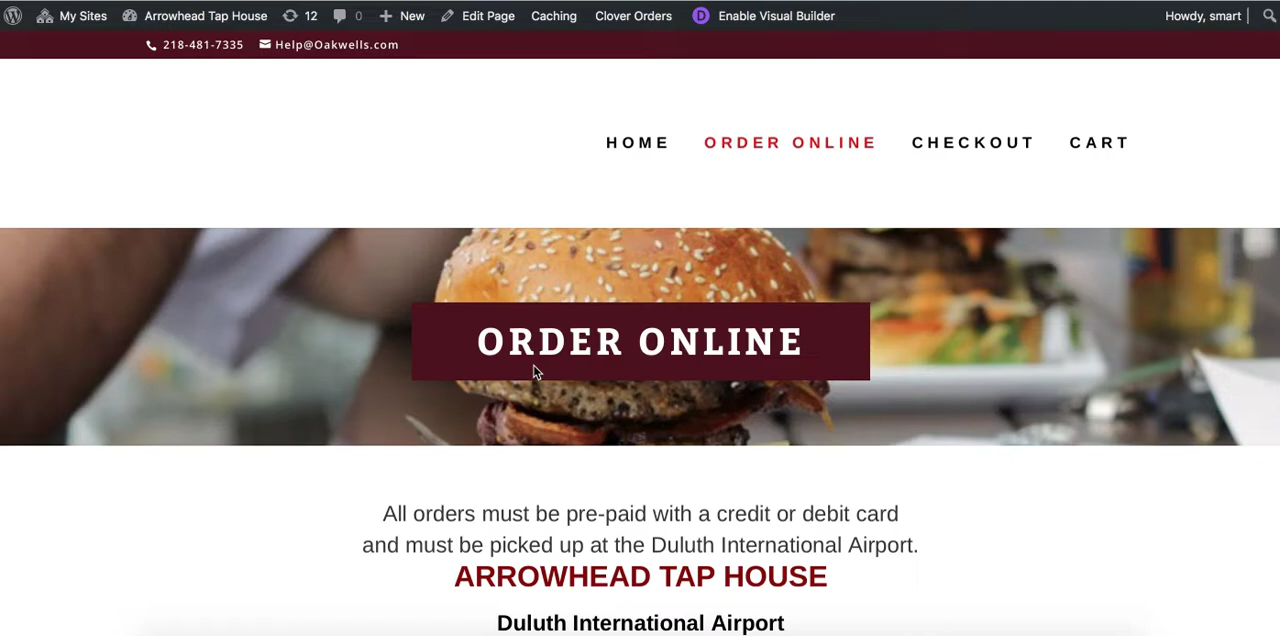 My Sites Arrowhead Tap House 12 0 New Edit Page Caching Clover Orders D Enable Visual Builder Howdy, smart
218-481-7335 Help@Oakwells.com
HOME ORDER ONLINE CHECKOUT CART
ORDER ONLINE
All orders must be pre-paid with a credit or debit card
and must be picked up at the Duluth International Airport.
ARROWHEAD TAP HOUSE
Duluth International Airport